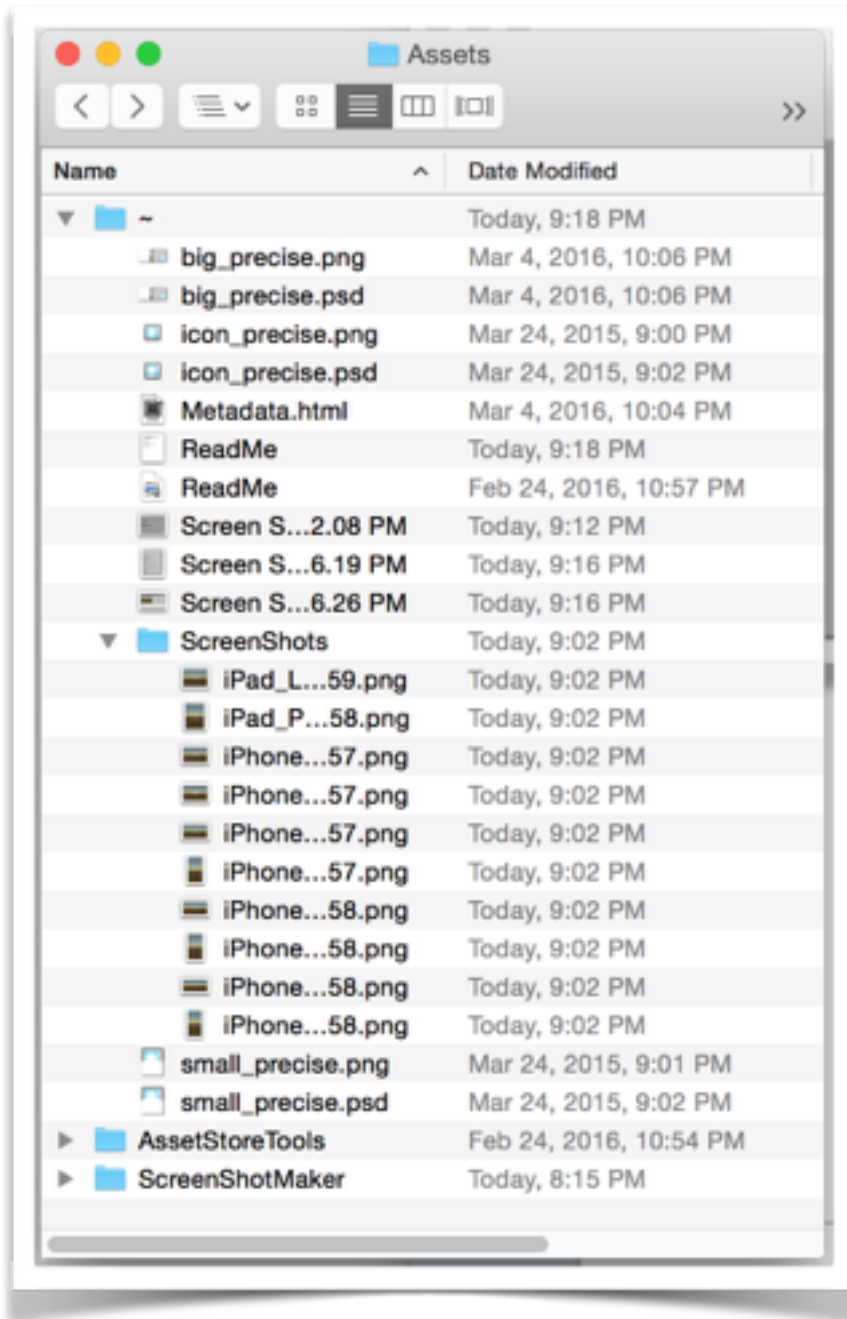 Assets
Name Date Modified
~ Today, 9:18 PM
big_precise.png Mar 4, 2016, 10:06 PM
big_precise.psd Mar 4, 2016, 10:06 PM
icon_precise.png Mar 24, 2015, 9:00 PM
icon_precise.psd Mar 24, 2015, 9:02 PM
Metadata.html Mar 4, 2016, 10:04 PM
ReadMe Today, 9:18 PM
ReadMe Feb 24, 2016, 10:57 PM
Screen S...2.08 PM Today, 9:12 PM
Screen S...6.19 PM Today, 9:16 PM
Screen S...6.26 PM Today, 9:16 PM
ScreenShots Today, 9:02 PM
iPad_L...59.png Today, 9:02 PM
iPad_P...58.png Today, 9:02 PM
iPhone...57.png Today, 9:02 PM
iPhone...57.png Today, 9:02 PM
iPhone...57.png Today, 9:02 PM
iPhone...57.png Today, 9:02 PM
iPhone...58.png Today, 9:02 PM
iPhone...58.png Today, 9:02 PM
iPhone...58.png Today, 9:02 PM
iPhone...58.png Today, 9:02 PM
small_precise.png Mar 24, 2015, 9:01 PM
small_precise.psd Mar 24, 2015, 9:02 PM
AssetStoreTools Feb 24, 2016, 10:54 PM
ScreenShotMaker Today, 8:15 PM